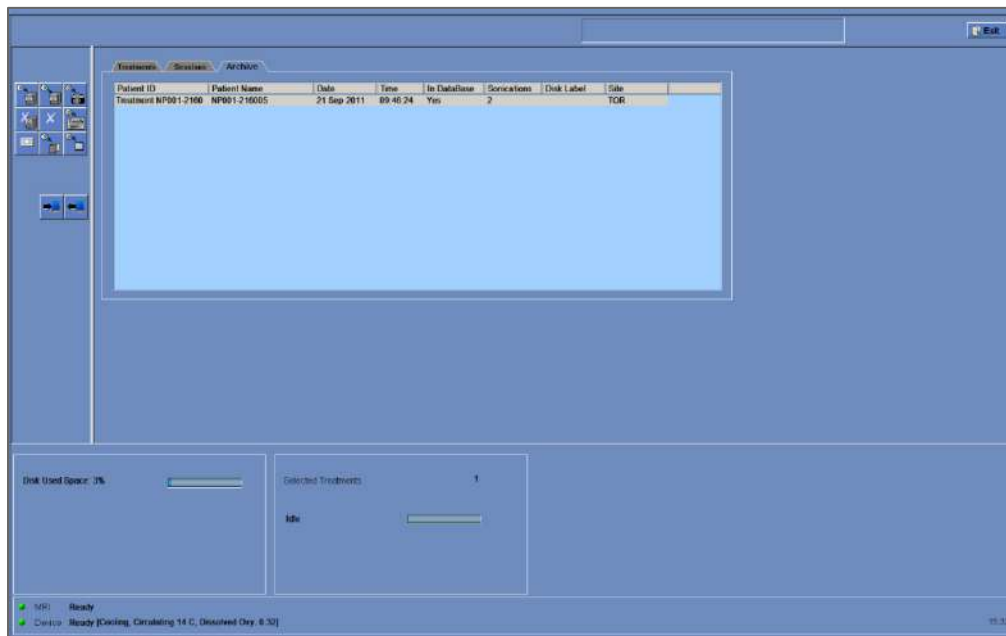 Exit
Treatments Sessions Archive
Patient ID Patient Name Date Time In DataBase Sonications Disk Label Site
Treatment NP001-2160 NP001-216005 21 Sep 2011 09:46:24 Yes 2 TOR
Disk Used Space: 3%
Selected Treatments 1
Idle
MRI Ready
Device Ready [Cooling, Circulating 14 C, Dissolved Oxy. 0.32]